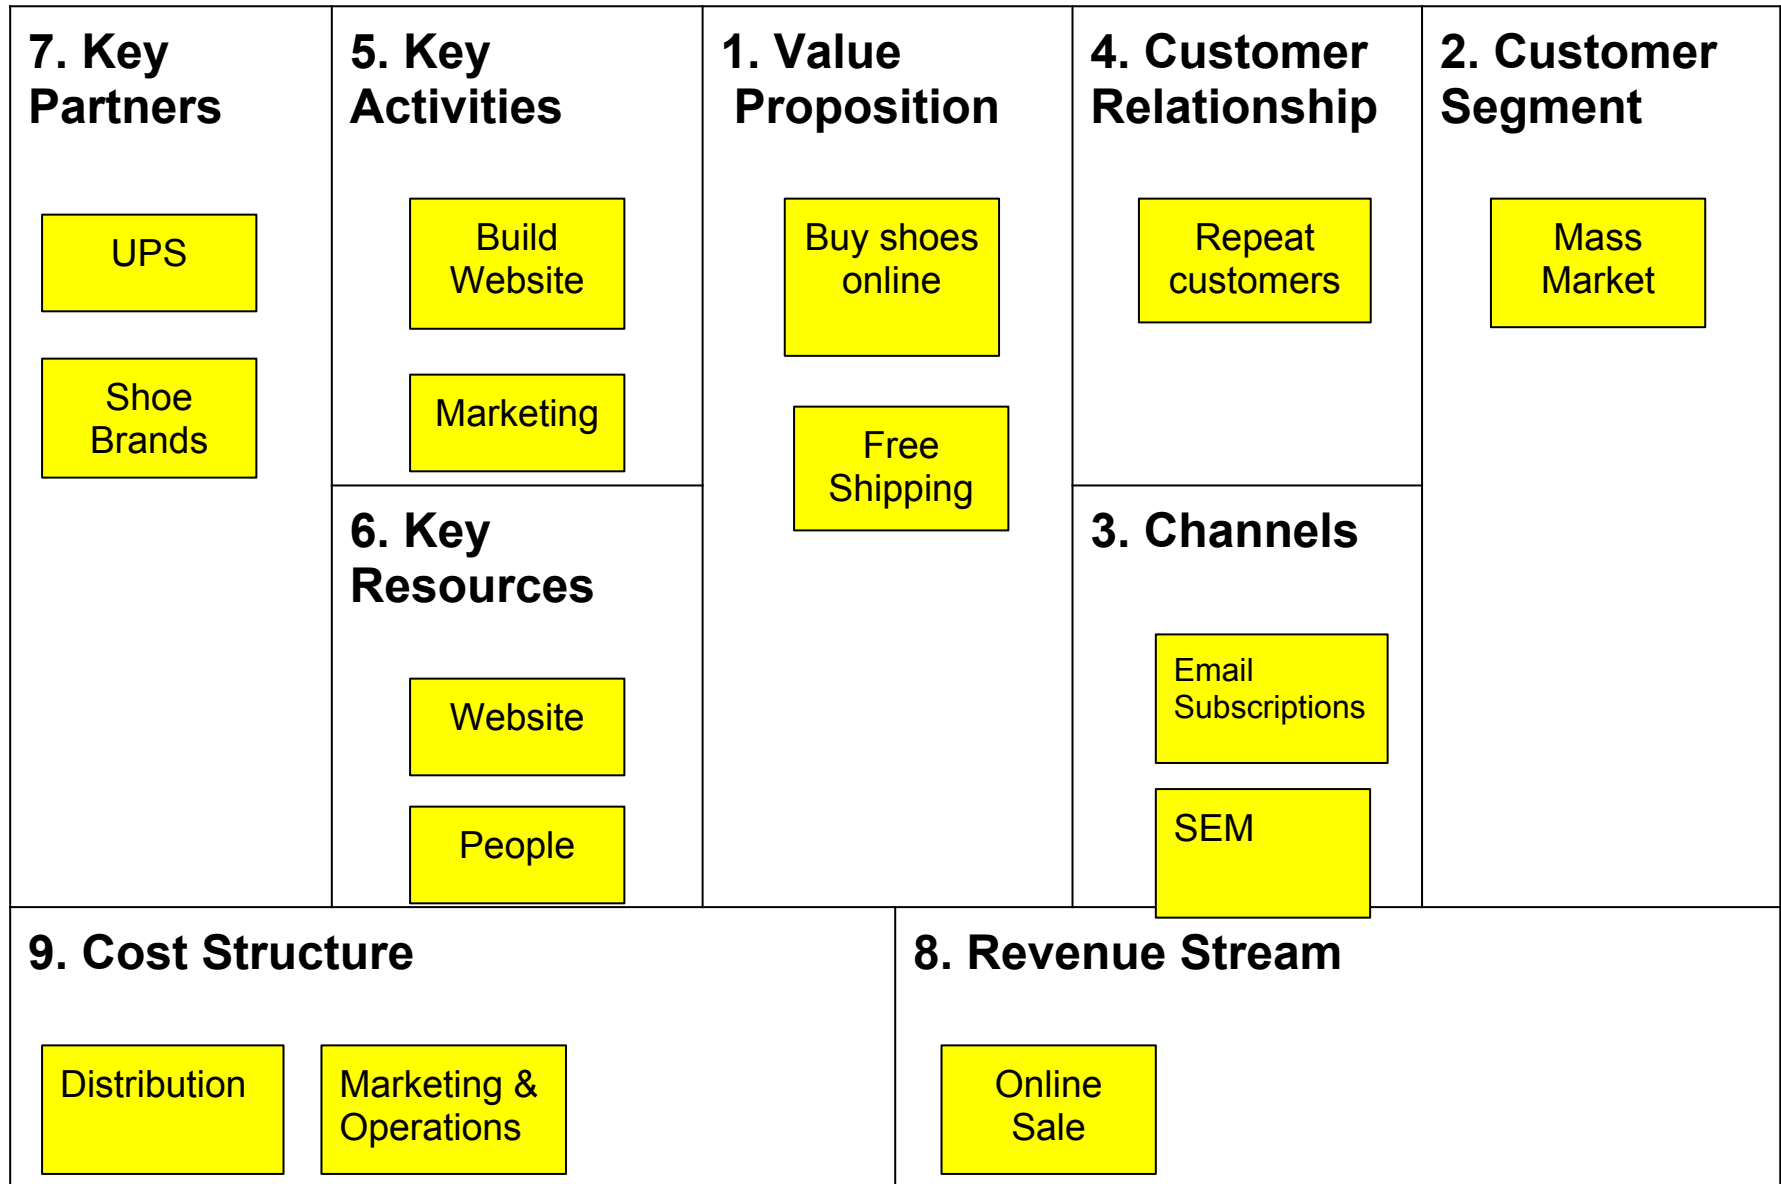 7. Key
Partners
UPS
Shoe
Brands
5. Key
Activities
Build
Website
Marketing
6. Key
Resources
Website
People
1. Value
Proposition
Buy shoes
online
Free
Shipping
4. Customer
Relationship
Repeat
customers
3. Channels
Email
Subscriptions
SEM
2. Customer
Segment
Mass
Market
9. Cost Structure
Distribution
Marketing &
Operations
8. Revenue Stream
Online
Sale